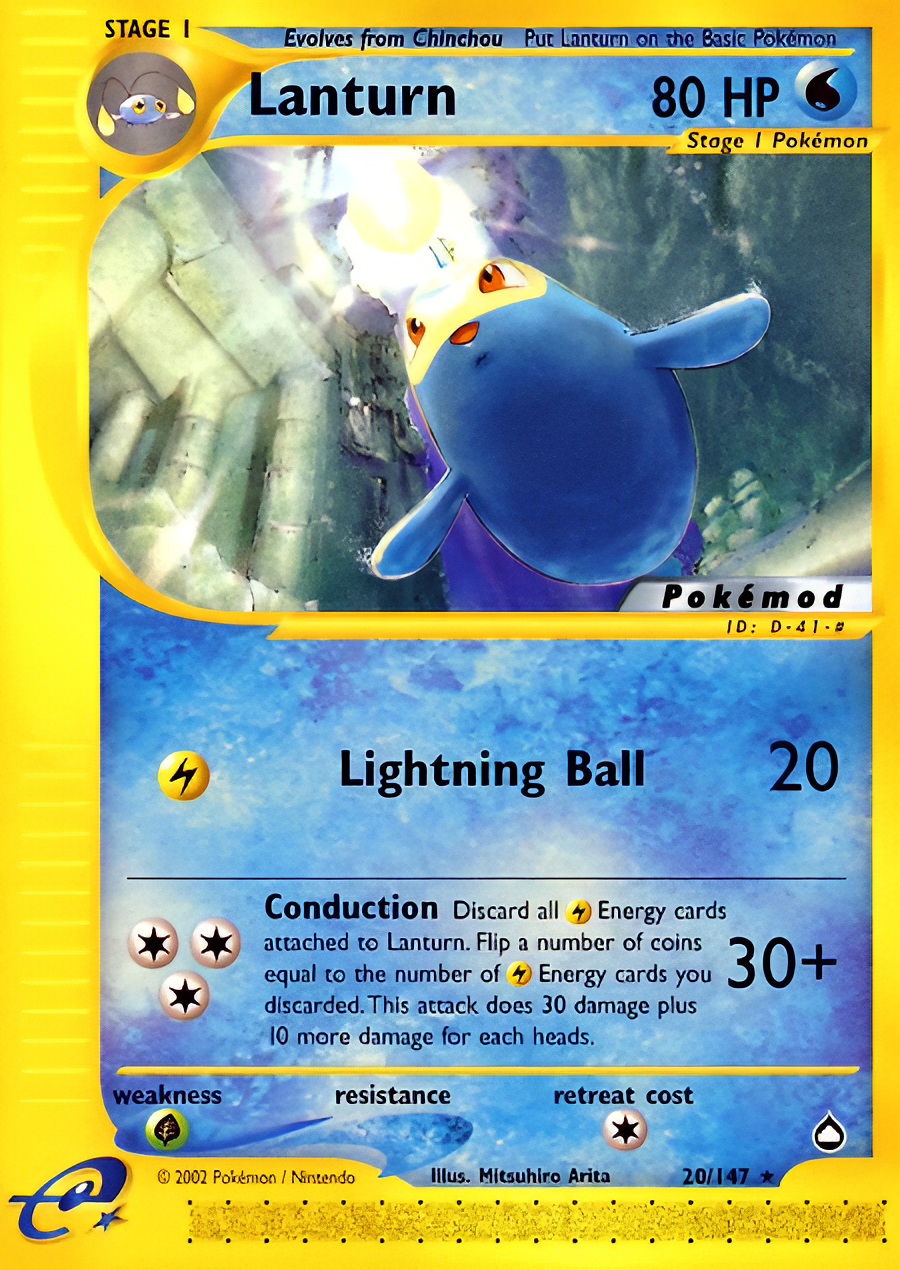 STAGE 1
Evolves from Chinchou Put Lanturn on the Basic Pokémon
Lanturn 80 HP
Stage 1 Pokémon
Pokémod
ID: D-41-#
Lightning Ball 20
Conduction Discard all Energy cards
attached to Lanturn. Flip a number of coins
equal to the number of Energy cards you
discarded. This attack does 30 damage plus
10 more damage for each heads.
30+
weakness resistance retreat cost
© 2002 Pokémon / Nintendo Illus. Mitsuhiro Arita 20/147 ★
e